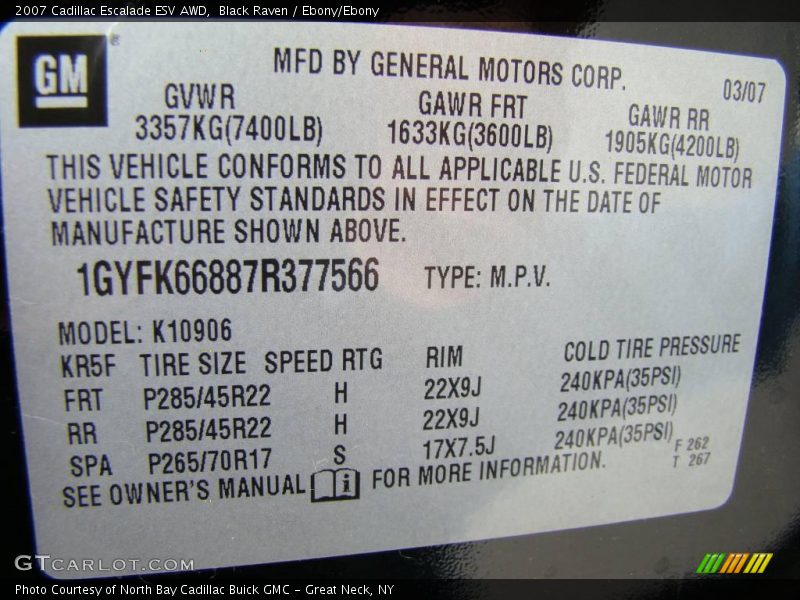 2007 Cadillac Escalade ESV AWD, Black Raven / Ebony/Ebony
GM
MFD BY GENERAL MOTORS CORP.
03/07
GVWR GAWR FRT GAWR RR
3357KG(7400LB) 1633KG(3600LB) 1905KG(4200LB)
THIS VEHICLE CONFORMS TO ALL APPLICABLE U.S. FEDERAL MOTOR
VEHICLE SAFETY STANDARDS IN EFFECT ON THE DATE OF
MANUFACTURE SHOWN ABOVE.
1GYFK66887R377566 TYPE: M.P.V.
MODEL: K10906
KR5F TIRE SIZE SPEED RTG RIM COLD TIRE PRESSURE
FRT P285/45R22 H 22X9J 240KPA(35PSI)
RR P285/45R22 H 22X9J 240KPA(35PSI)
SPA P265/70R17 S 17X7.5J 240KPA(35PSI)
SEE OWNER'S MANUAL i FOR MORE INFORMATION.
F 262
T 267
GTCARLOT.COM
Photo Courtesy of North Bay Cadillac Buick GMC - Great Neck, NY